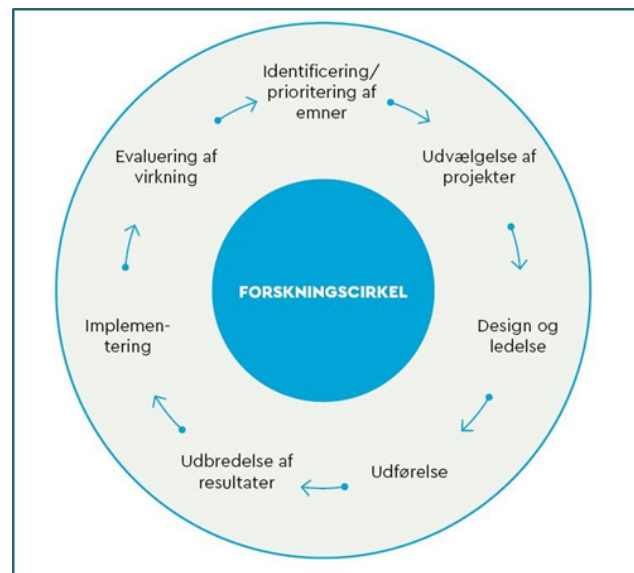 Identificering/
prioritering af
emner
Udvælgelse af
projekter
Design og
ledelse
Udførelse
Udbredelse af
resultater
Implemen-
tering
Evaluering af
virkning
FORSKNINGSCIRKEL